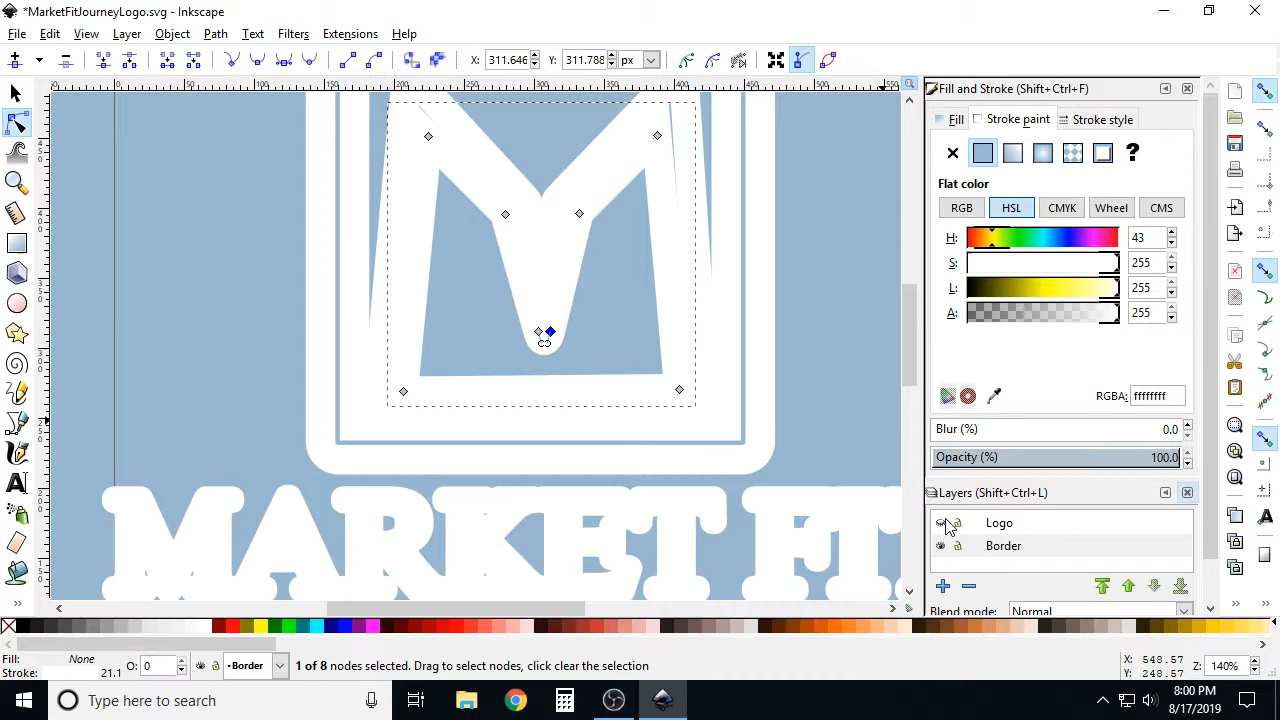 *MarketFitJourneyLogo.svg - Inkscape
File Edit View Layer Object Path Text Filters Extensions Help
X: 311.646 Y: 311.788 px
Fill and Stroke (Shift+Ctrl+F)
Fill Stroke paint Stroke style
Flat color
RGB HSL CMYK Wheel CMS
H: 43
S: 255
L: 255
A: 255
RGBA: ffffffff
Blur (%) 0.0
Opacity (%) 100.0
Layers (Shift+Ctrl+L)
Logo
Border
Blend mode: Normal
MARKET FIT
Fill: None
Stroke: 21.1
O: 0
•Border
1 of 8 nodes selected. Drag to select nodes, click clear the selection
X: 548.57
Y: 248.57
Z: 140%
Type here to search
8:00 PM
8/17/2019